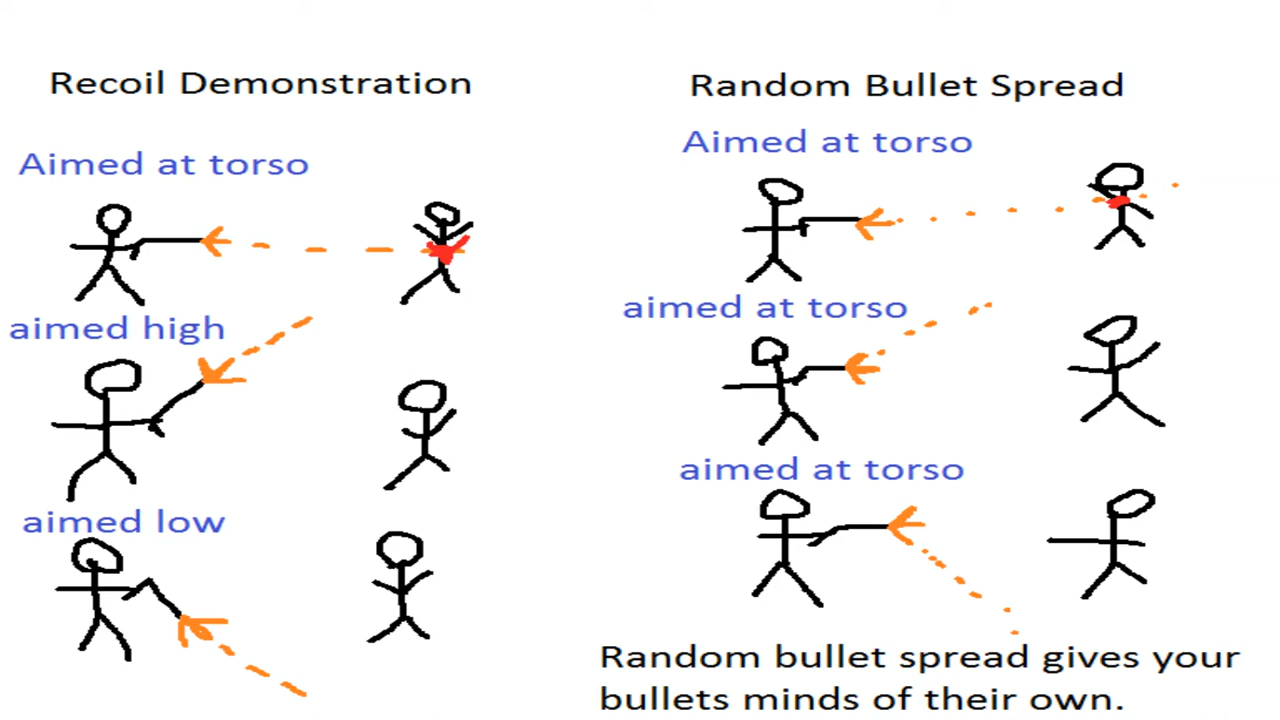 Recoil Demonstration
Aimed at torso
aimed high
aimed low
Random Bullet Spread
Aimed at torso
aimed at torso
aimed at torso
Random bullet spread gives your
bullets minds of their own.